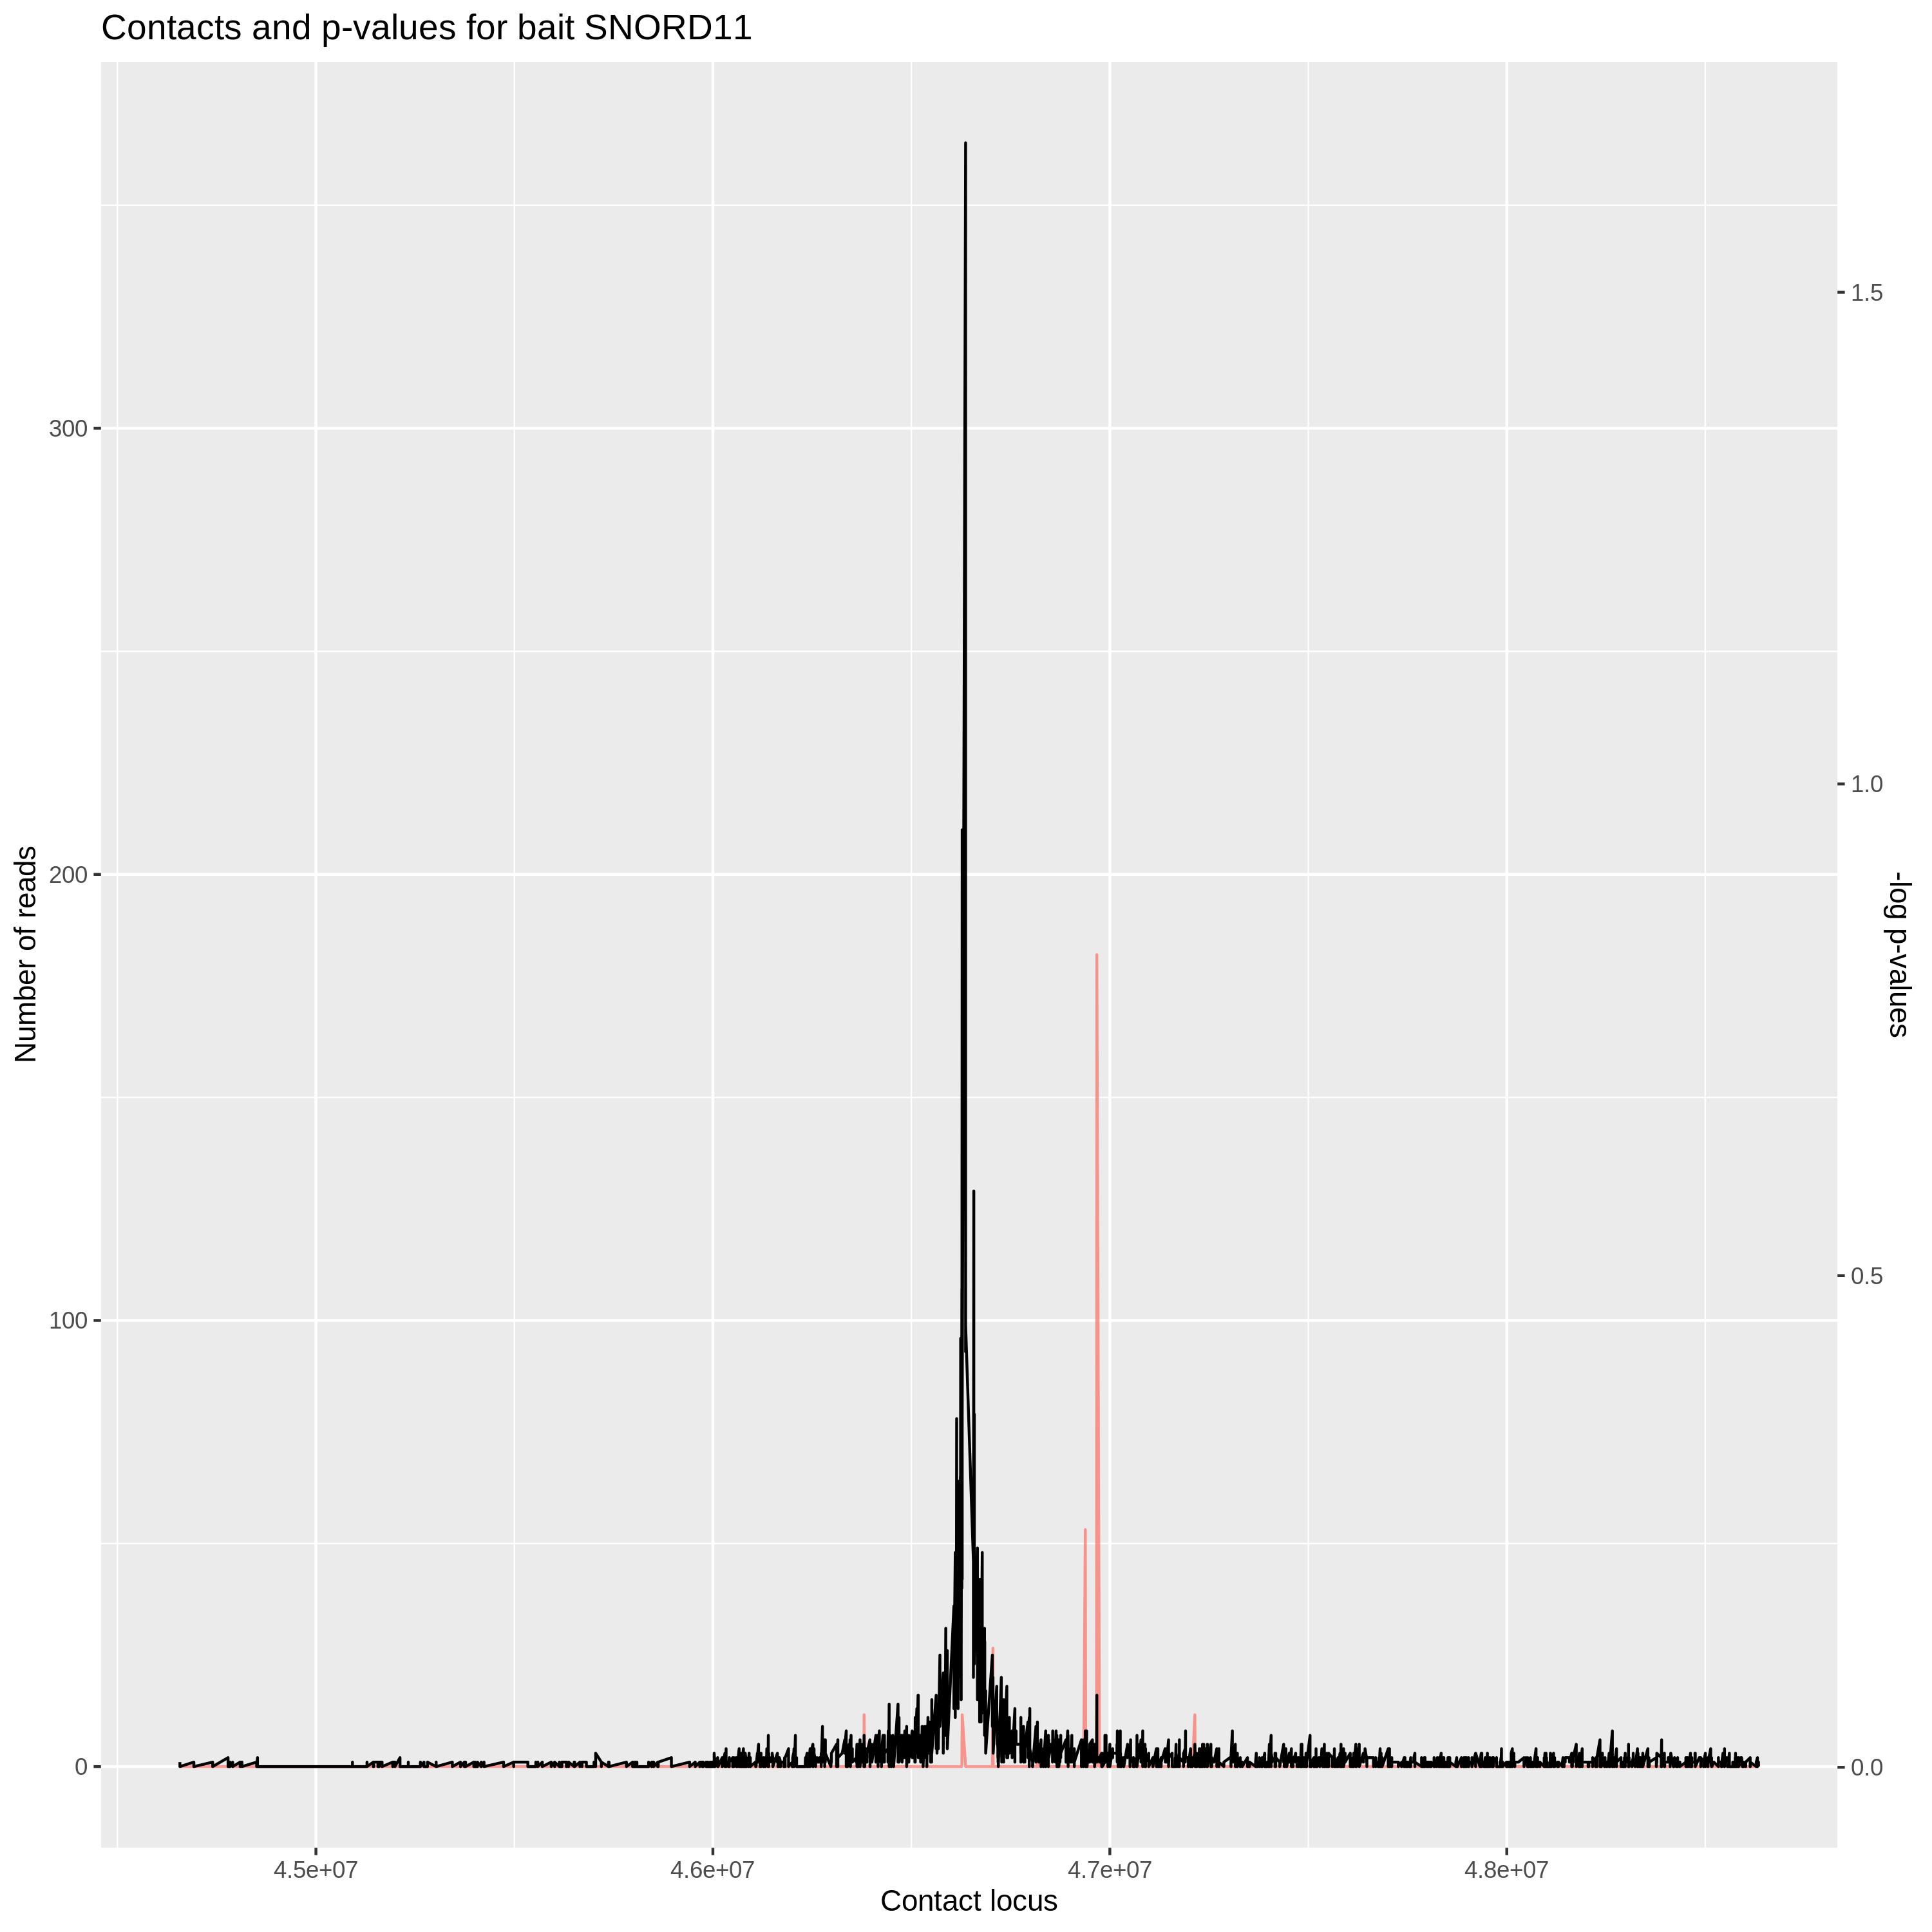 Contacts and p-values for bait SNORD11
300
200
100
0
Number of reads
1.5
1.0
0.5
0.0
-log p-values
4.5e+07 4.6e+07 4.7e+07 4.8e+07
Contact locus